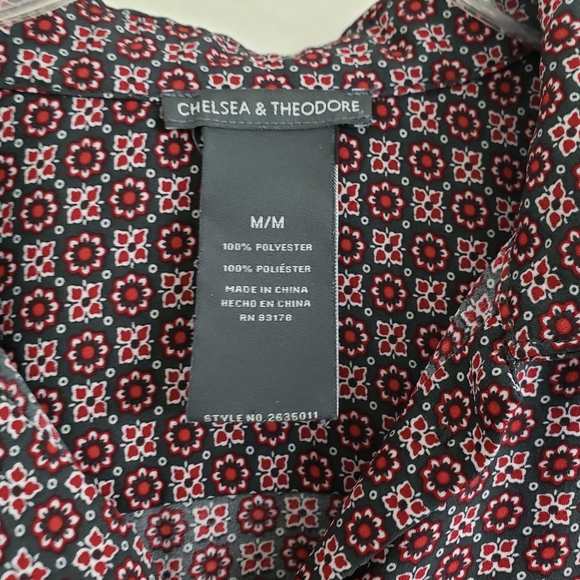 CHELSEA & THEODORE
M/M
100% POLYESTER
100% POLIÉSTER
MADE IN CHINA
HECHO EN CHINA
RN 93178
STYLE NO. 2635011